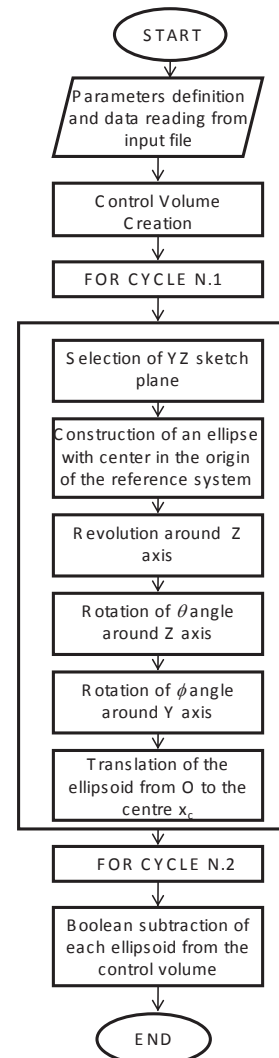 START
Parameters definition
and data reading from
input file
Control Volume
Creation
FOR CYCLE N.1
Selection of YZ sketch
plane
Construction of an ellipse
with center in the origin
of the reference system
Revolution around Z
axis
Rotation of θ angle
around Z axis
Rotation of ϕ angle
around Y axis
Translation of the
ellipsoid from O to the
centre x_c
FOR CYCLE N.2
Boolean subtraction of
each ellipsoid from the
control volume
END